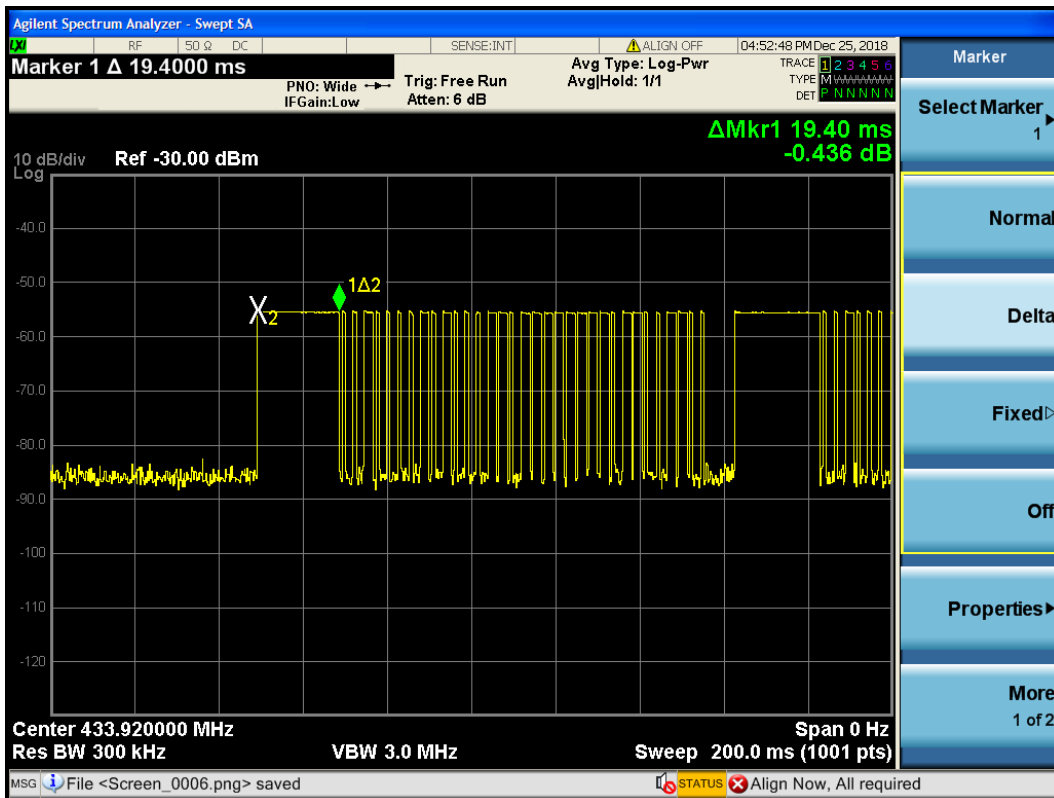 Agilent Spectrum Analyzer - Swept SA
LXI RF 50 Ω DC SENSE:INT ALIGN OFF 04:52:48 PM Dec 25, 2018
Marker 1 Δ 19.4000 ms
PNO: Wide
IFGain:Low
Trig: Free Run
Atten: 6 dB
Avg Type: Log-Pwr
Avg|Hold: 1/1
TRACE 1 2 3 4 5 6
TYPE M WWWWW
DET P N N N N N
ΔMkr1 19.40 ms
-0.436 dB
10 dB/div Ref -30.00 dBm
Log
-40.0
-50.0
-60.0
-70.0
-80.0
-90.0
-100
-110
-120
1Δ2
X2
Center 433.920000 MHz
Span 0 Hz
Res BW 300 kHz
VBW 3.0 MHz
Sweep 200.0 ms (1001 pts)
MSG File <Screen_0006.png> saved
STATUS Align Now, All required
Marker
Select Marker
1
Normal
Delta
Fixed
Off
Properties
More
1 of 2